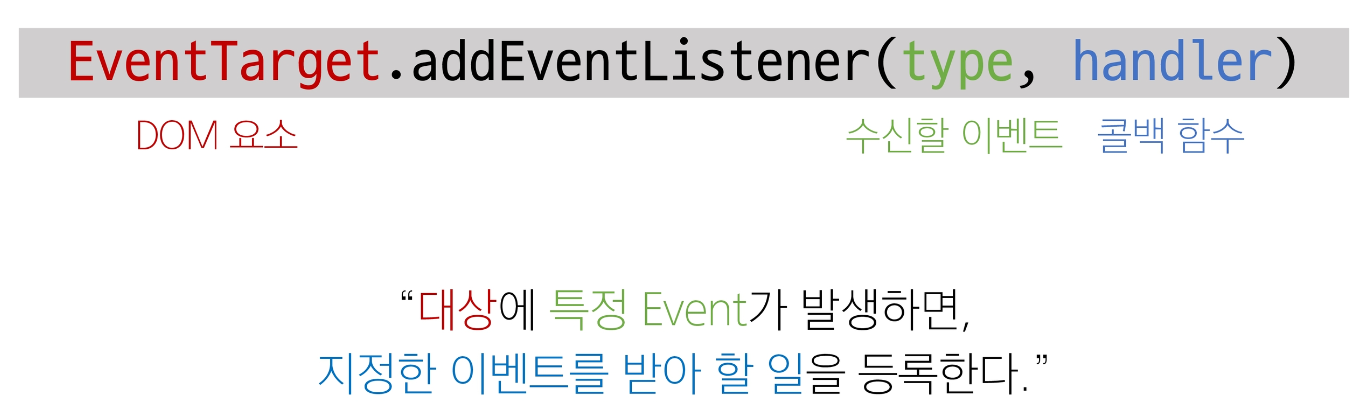 EventTarget.addEventListener(type, handler)
DOM 요소 수신할 이벤트 콜백 함수
“대상에 특정 Event가 발생하면,
지정한 이벤트를 받아 할 일을 등록한다.”